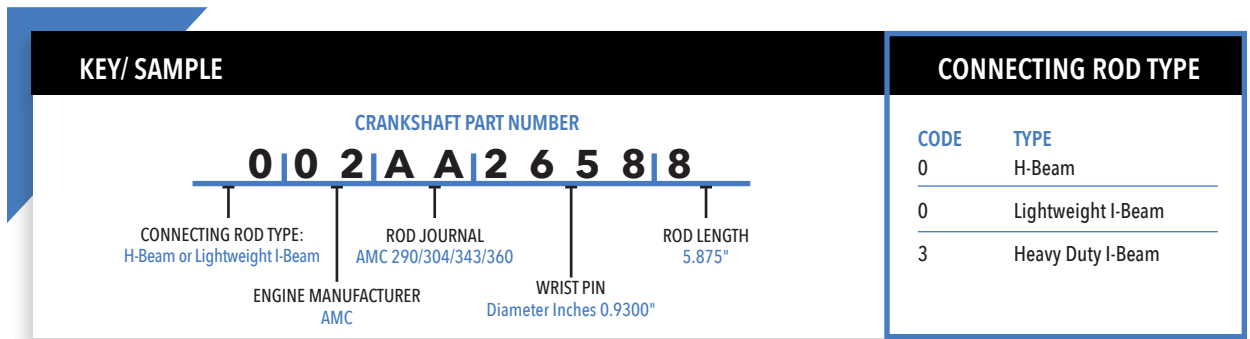 KEY/ SAMPLE
CRANKSHAFT PART NUMBER
0|0 2|A A|2 6 5 8|8
CONNECTING ROD TYPE:
H-Beam or Lightweight I-Beam
ENGINE MANUFACTURER
AMC
ROD JOURNAL
AMC 290/304/343/360
WRIST PIN
Diameter Inches 0.9300"
ROD LENGTH
5.875"
CONNECTING ROD TYPE
CODE TYPE
0 H-Beam
0 Lightweight I-Beam
3 Heavy Duty I-Beam